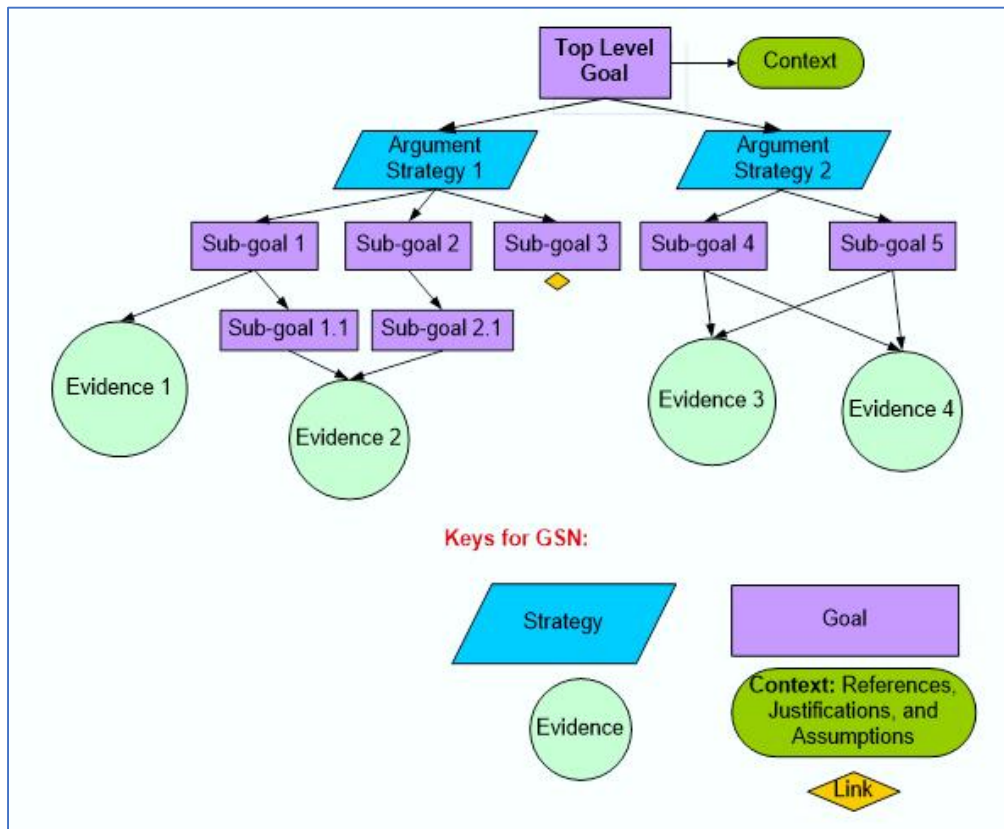 Top Level
Goal
Context
Argument
Strategy 1
Argument
Strategy 2
Sub-goal 1
Sub-goal 2
Sub-goal 3
Sub-goal 4
Sub-goal 5
Sub-goal 1.1
Sub-goal 2.1
Evidence 1
Evidence 2
Evidence 3
Evidence 4
Keys for GSN:
Strategy
Goal
Evidence
Context: References,
Justifications, and
Assumptions
Link